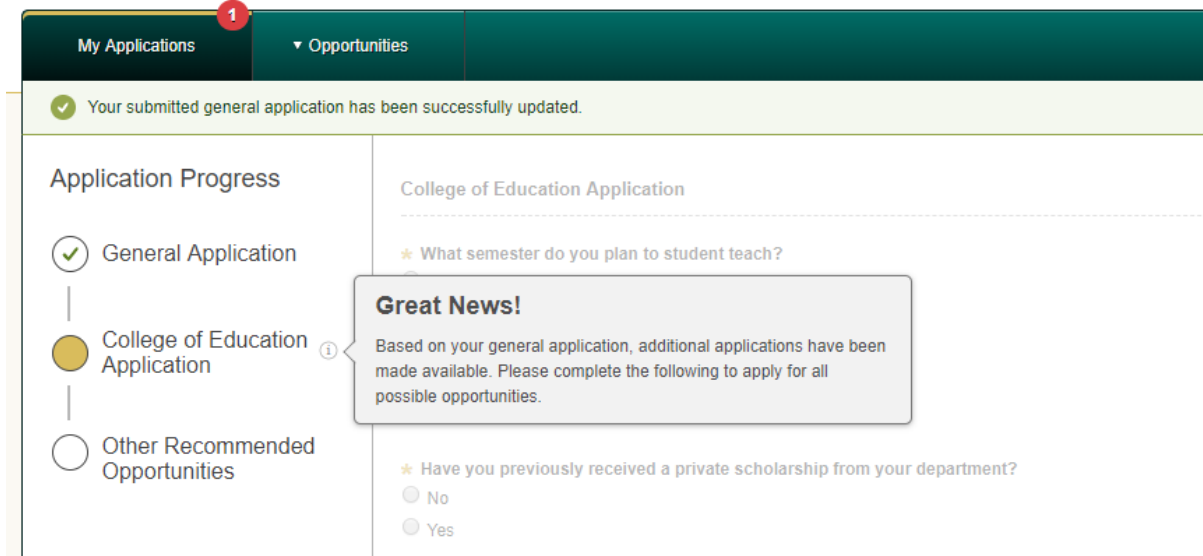 1
My Applications
▼ Opportunities
Your submitted general application has been successfully updated.
Application Progress
General Application
College of Education
Application
Other Recommended
Opportunities
College of Education Application
* What semester do you plan to student teach?
Great News!
Based on your general application, additional applications have been
made available. Please complete the following to apply for all
possible opportunities.
* Have you previously received a private scholarship from your department?
No
Yes